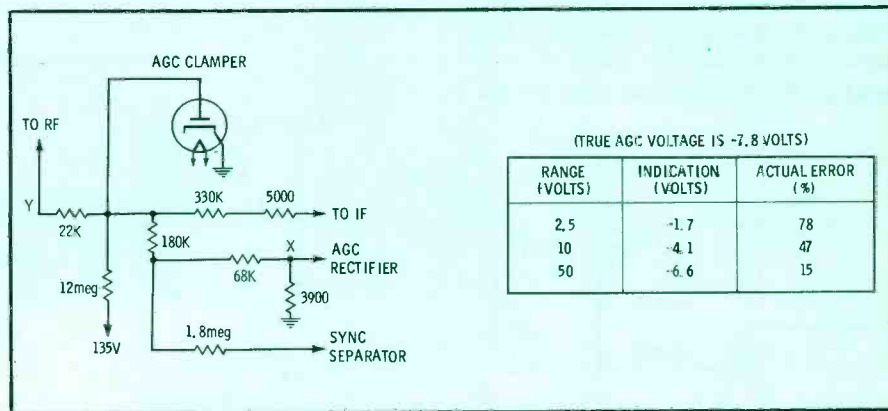 AGC CLAMPER
TO RF
Y
22K
330K
5000
TO IF
180K
X
AGC
RECTIFIER
68K
12meg
3900
135V
1.8meg
SYNC
SEPARATOR
(TRUE AGC VOLTAGE IS -7.8 VOLTS)
RANGE (VOLTS) INDICATION (VOLTS) ACTUAL ERROR (%)
2.5 -1.7 78
10 -4.1 47
50 -6.6 15